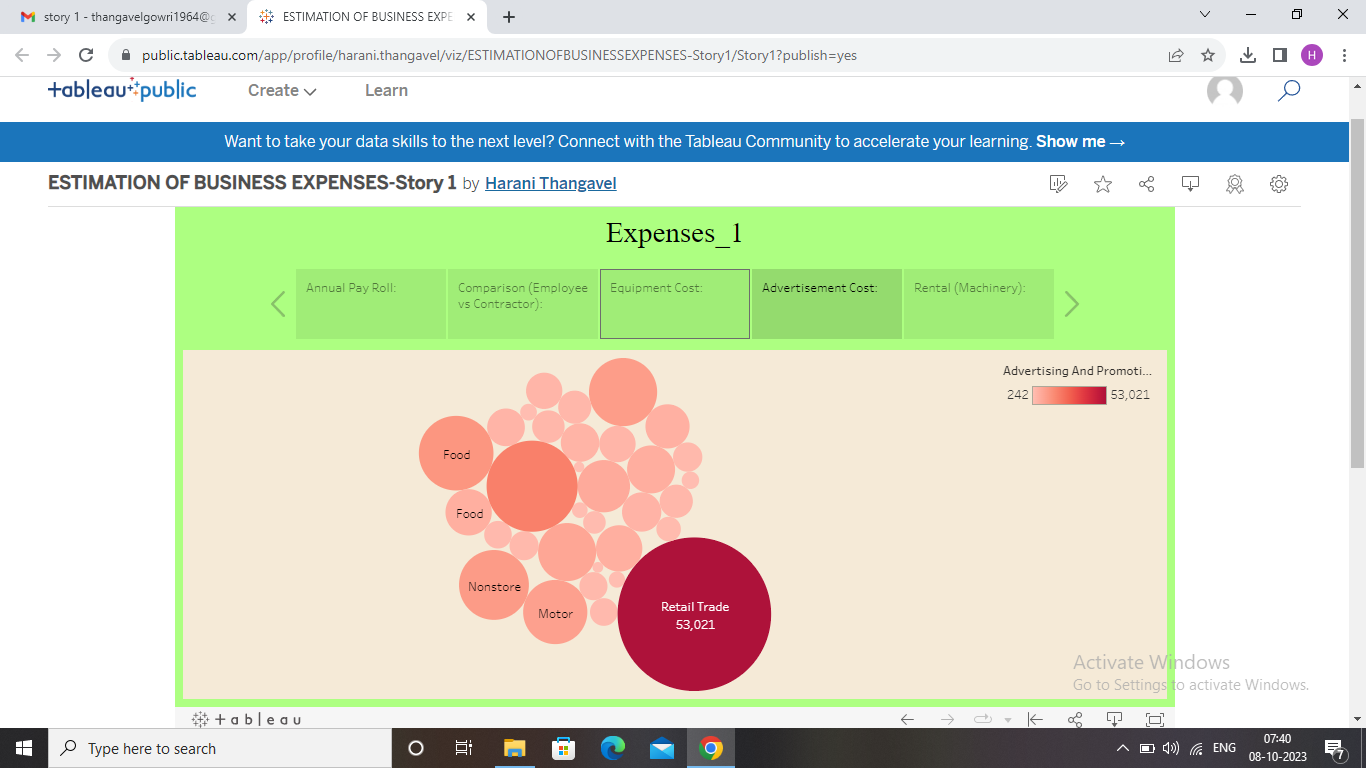 story 1 - thangavelgowri1964@g
ESTIMATION OF BUSINESS EXPE
public.tableau.com/app/profile/harani.thangavel/viz/ESTIMATIONOFBUSINESSEXPENSES-Story1/Story1?publish=yes
H
+ableau public
Create
Learn
Want to take your data skills to the next level? Connect with the Tableau Community to accelerate your learning. Show me →
ESTIMATION OF BUSINESS EXPENSES-Story 1 by Harani Thangavel
Expenses_1
Annual Pay Roll:
Comparison (Employee
vs Contractor):
Equipment Cost:
Advertisement Cost:
Rental (Machinery):
Advertising And Promoti...
242
53,021
Food
Food
Nonstore
Motor
Retail Trade
53,021
Activate Windows
Go to Settings to activate Windows.
+ a b | e a u
Type here to search
ENG
07:40
08-10-2023
7